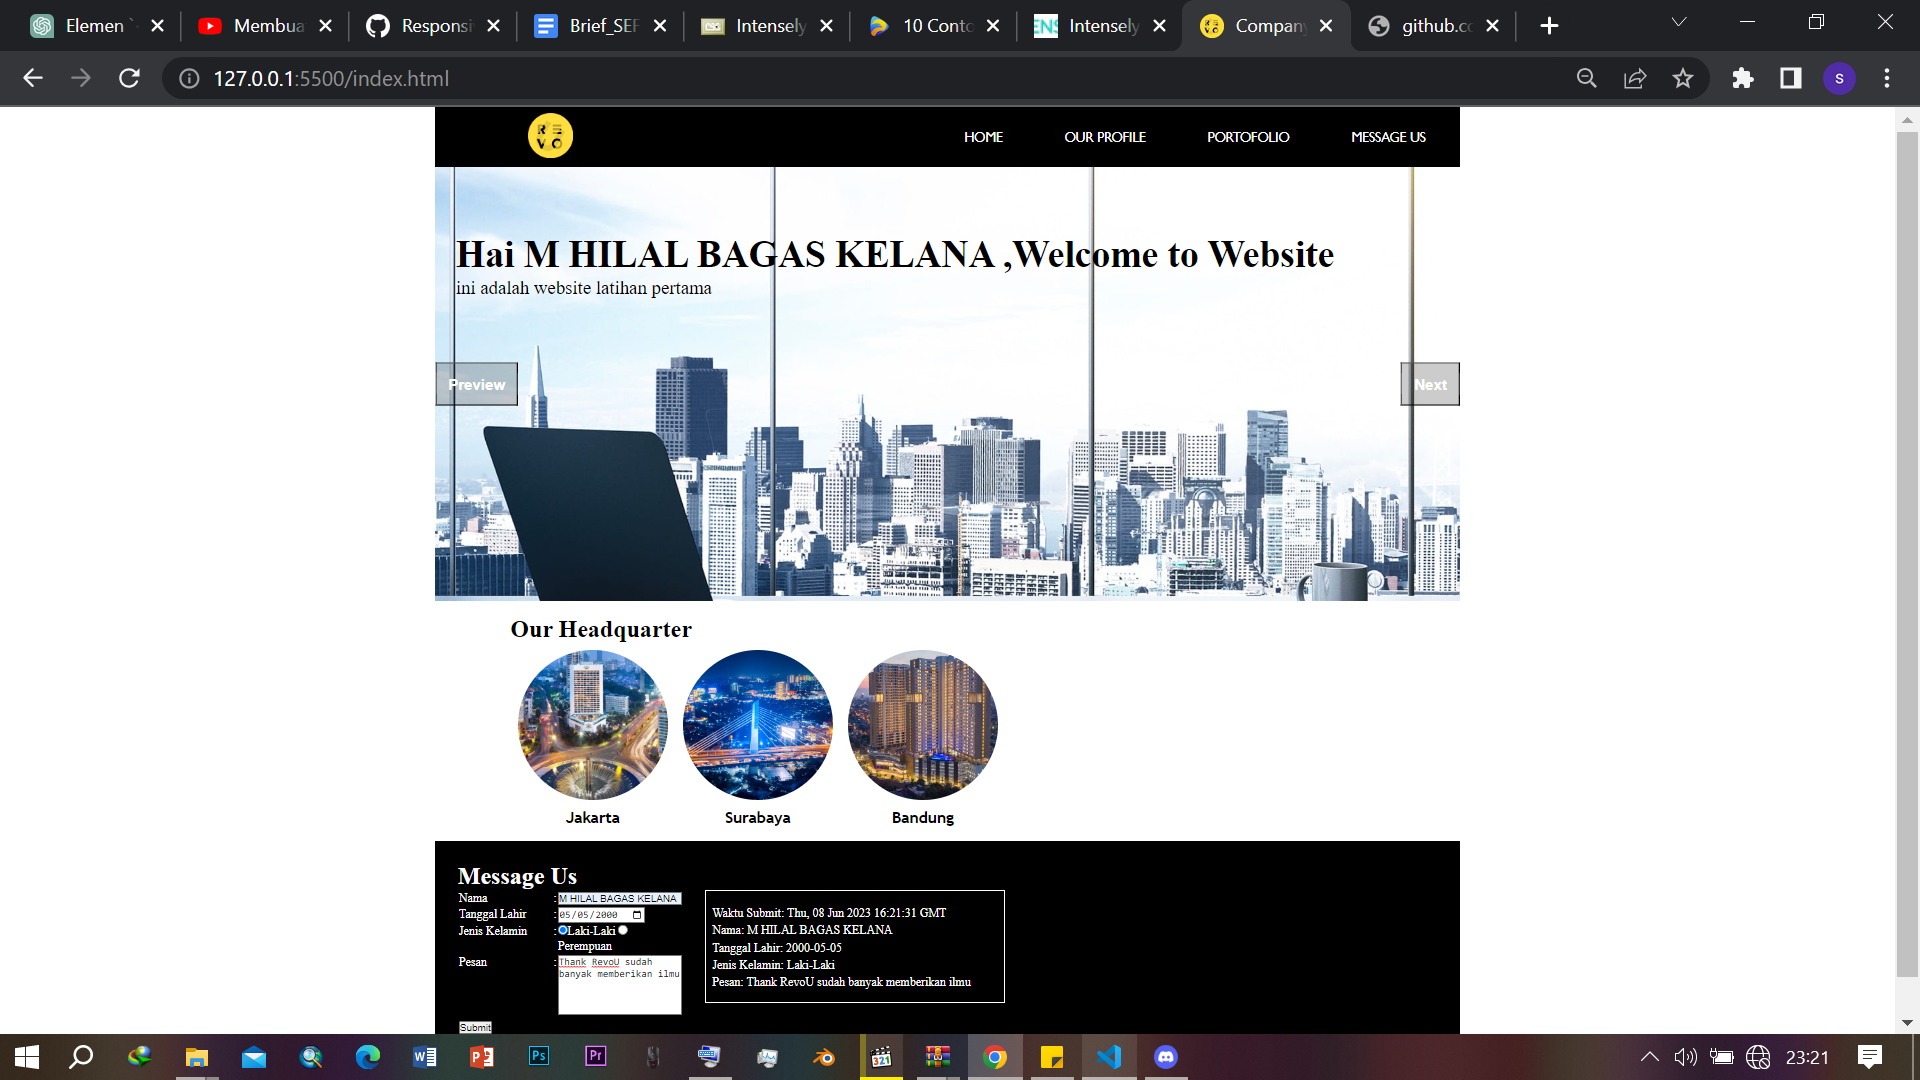 Elemen `
Membua
Responsi
Brief_SEF
Intensely
10 Conto
Intensely
Company
github.cc
127.0.0.1:5500/index.html
s
HOME
OUR PROFILE
PORTOFOLIO
MESSAGE US
Hai M HILAL BAGAS KELANA ,Welcome to Website
ini adalah website latihan pertama
Preview
Next
Our Headquarter
Jakarta
Surabaya
Bandung
Message Us
Nama : M HILAL BAGAS KELANA
Tanggal Lahir : 05/05/2000
Jenis Kelamin : Laki-Laki
Perempuan
Pesan : Thank RevoU sudah
banyak memberikan ilmu
Submit
Waktu Submit: Thu, 08 Jun 2023 16:21:31 GMT
Nama: M HILAL BAGAS KELANA
Tanggal Lahir: 2000-05-05
Jenis Kelamin: Laki-Laki
Pesan: Thank RevoU sudah banyak memberikan ilmu
Ps
Pr
321
23:21